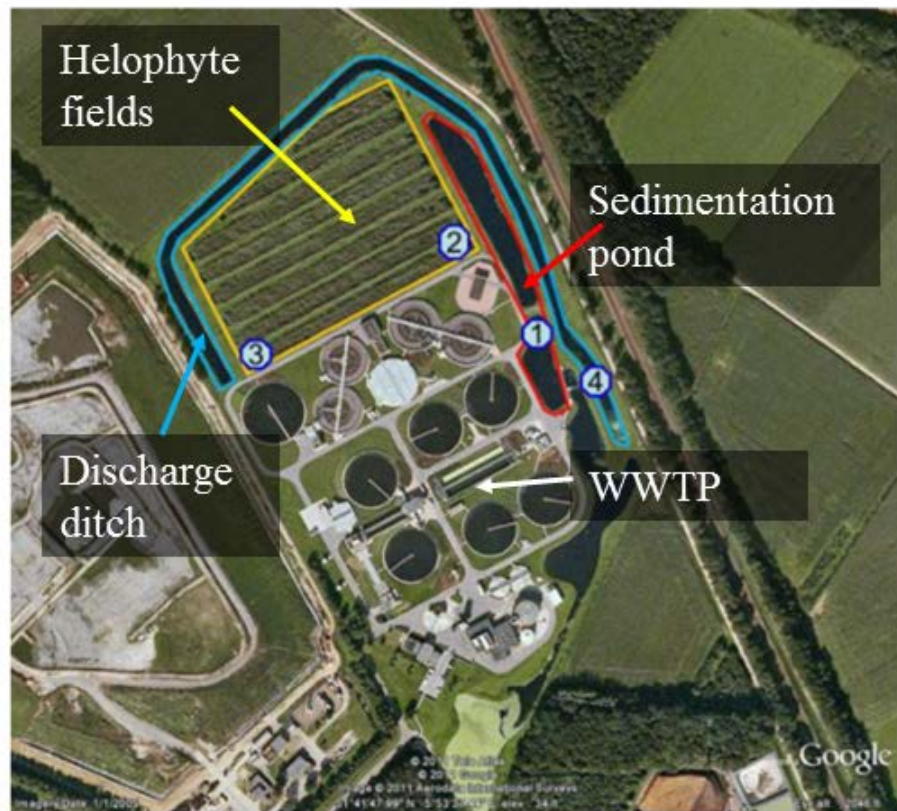 Helophyte
fields
Sedimentation
pond
2
1
3
4
Discharge
ditch
WWTP
Google